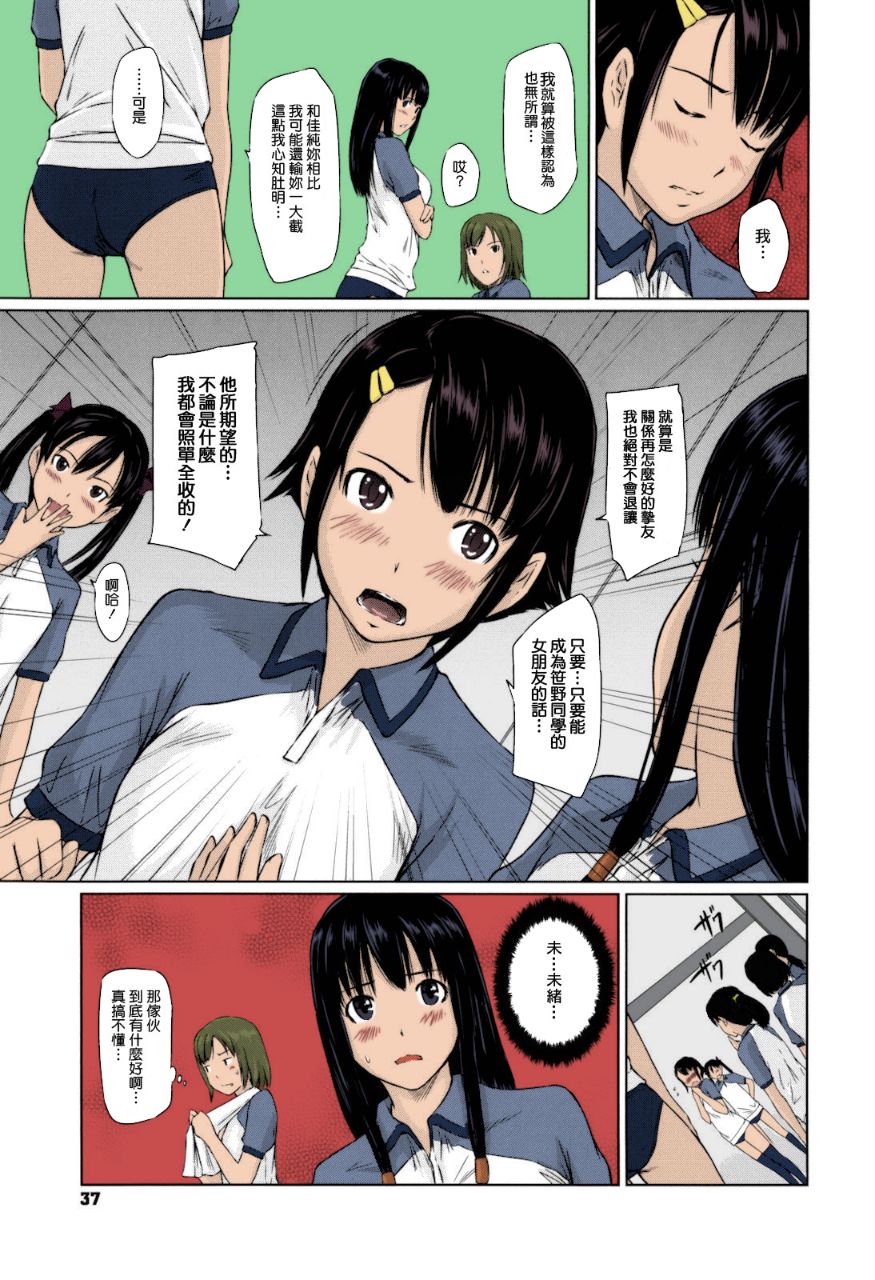 我…
我就算被這樣認為
也無所謂…
哎？
和佳純妳相比
我可能還輸妳一大截
這點我心知肚明…
……可是
就算是
關係再怎麼好的摯友
我也絕對不會退讓
只要…只要能
成為笹野同學的
女朋友的話…
他所期望的…
不論是什麼
我都會照單全收的！
啊哈！
ザワ
ザワ
未…未緒…
那傢伙
到底有什麼好啊…
真搞不懂…
37